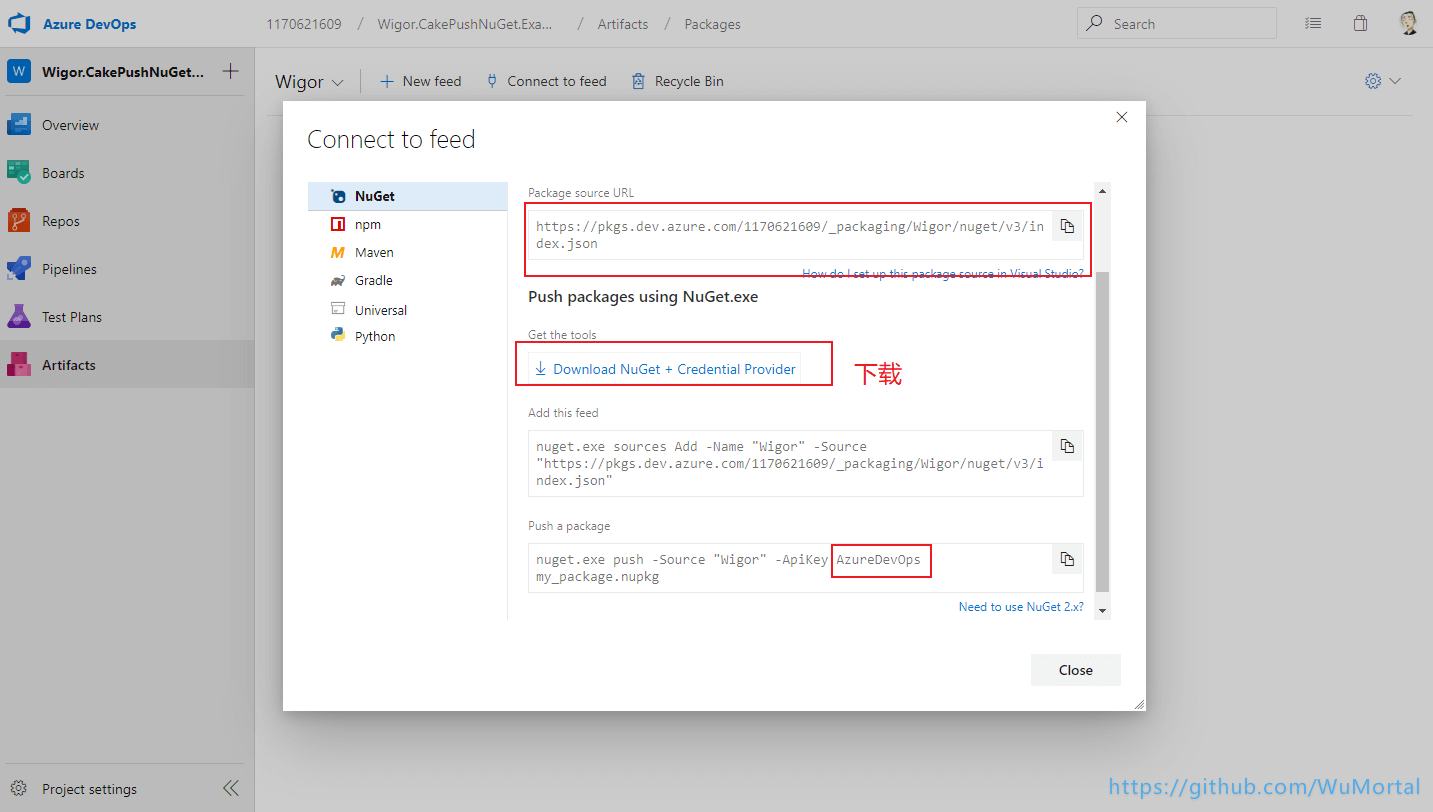 Azure DevOps
1170621609 / Wigor.CakePushNuGet.Exa... / Artifacts / Packages
Search
W Wigor.CakePushNuGet...
Overview
Boards
Repos
Pipelines
Test Plans
Artifacts
Project settings
Wigor
New feed
Connect to feed
Recycle Bin
Connect to feed
NuGet
npm
Maven
Gradle
Universal
Python
Package source URL
https://pkgs.dev.azure.com/1170621609/_packaging/Wigor/nuget/v3/in
dex.json
How do I set up this package source in Visual Studio?
Push packages using NuGet.exe
Get the tools
Download NuGet + Credential Provider
下载
Add this feed
nuget.exe sources Add -Name "Wigor" -Source
"https://pkgs.dev.azure.com/1170621609/_packaging/Wigor/nuget/v3/i
ndex.json"
Push a package
nuget.exe push -Source "Wigor" -ApiKey AzureDevOps
my_package.nupkg
Need to use NuGet 2.x?
Close
https://github.com/WuMortal